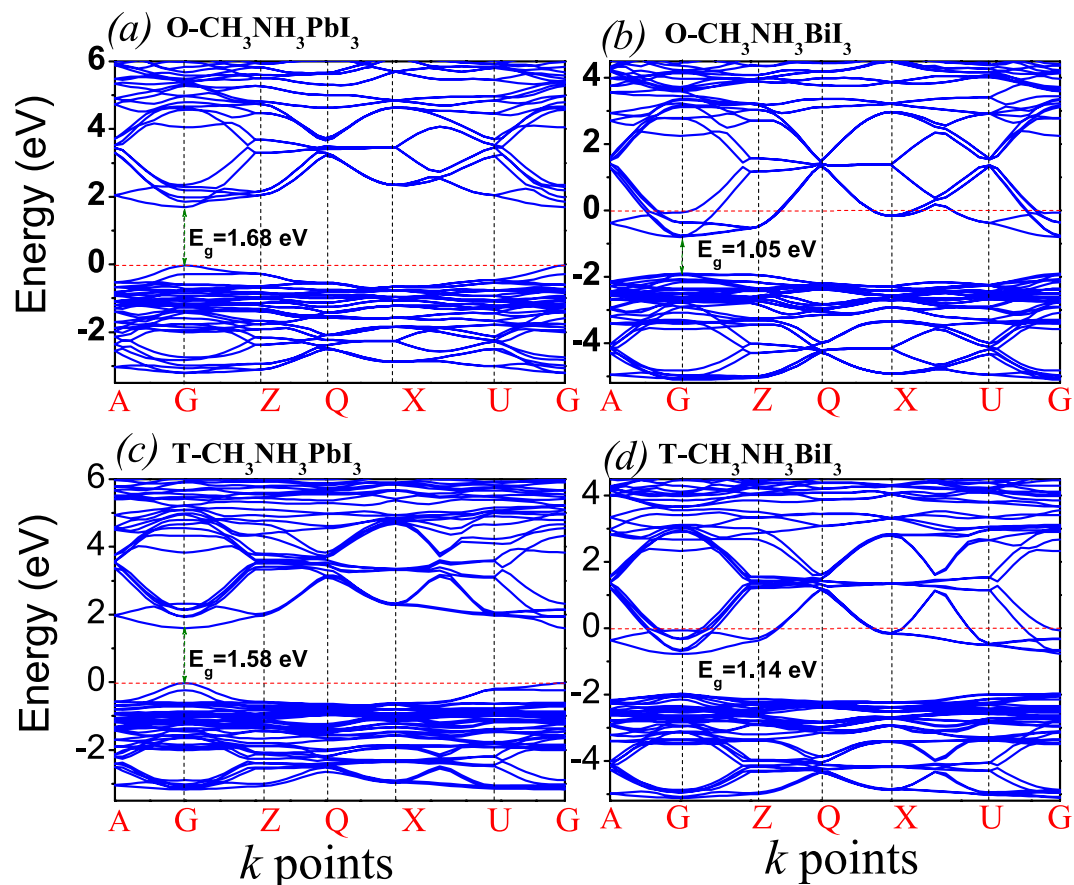 (a) O-CH₃NH₃PbI₃
6
4
2
0
-2
Energy (eV)
E_g=1.68 eV
A G Z Q X U G
(b) O-CH₃NH₃BiI₃
4
2
0
-2
-4
E_g=1.05 eV
A G Z Q X U G
(c) T-CH₃NH₃PbI₃
6
4
2
0
-2
Energy (eV)
E_g=1.58 eV
A G Z Q X U G
k points
(d) T-CH₃NH₃BiI₃
4
2
0
-2
-4
E_g=1.14 eV
A G Z Q X U G
k points